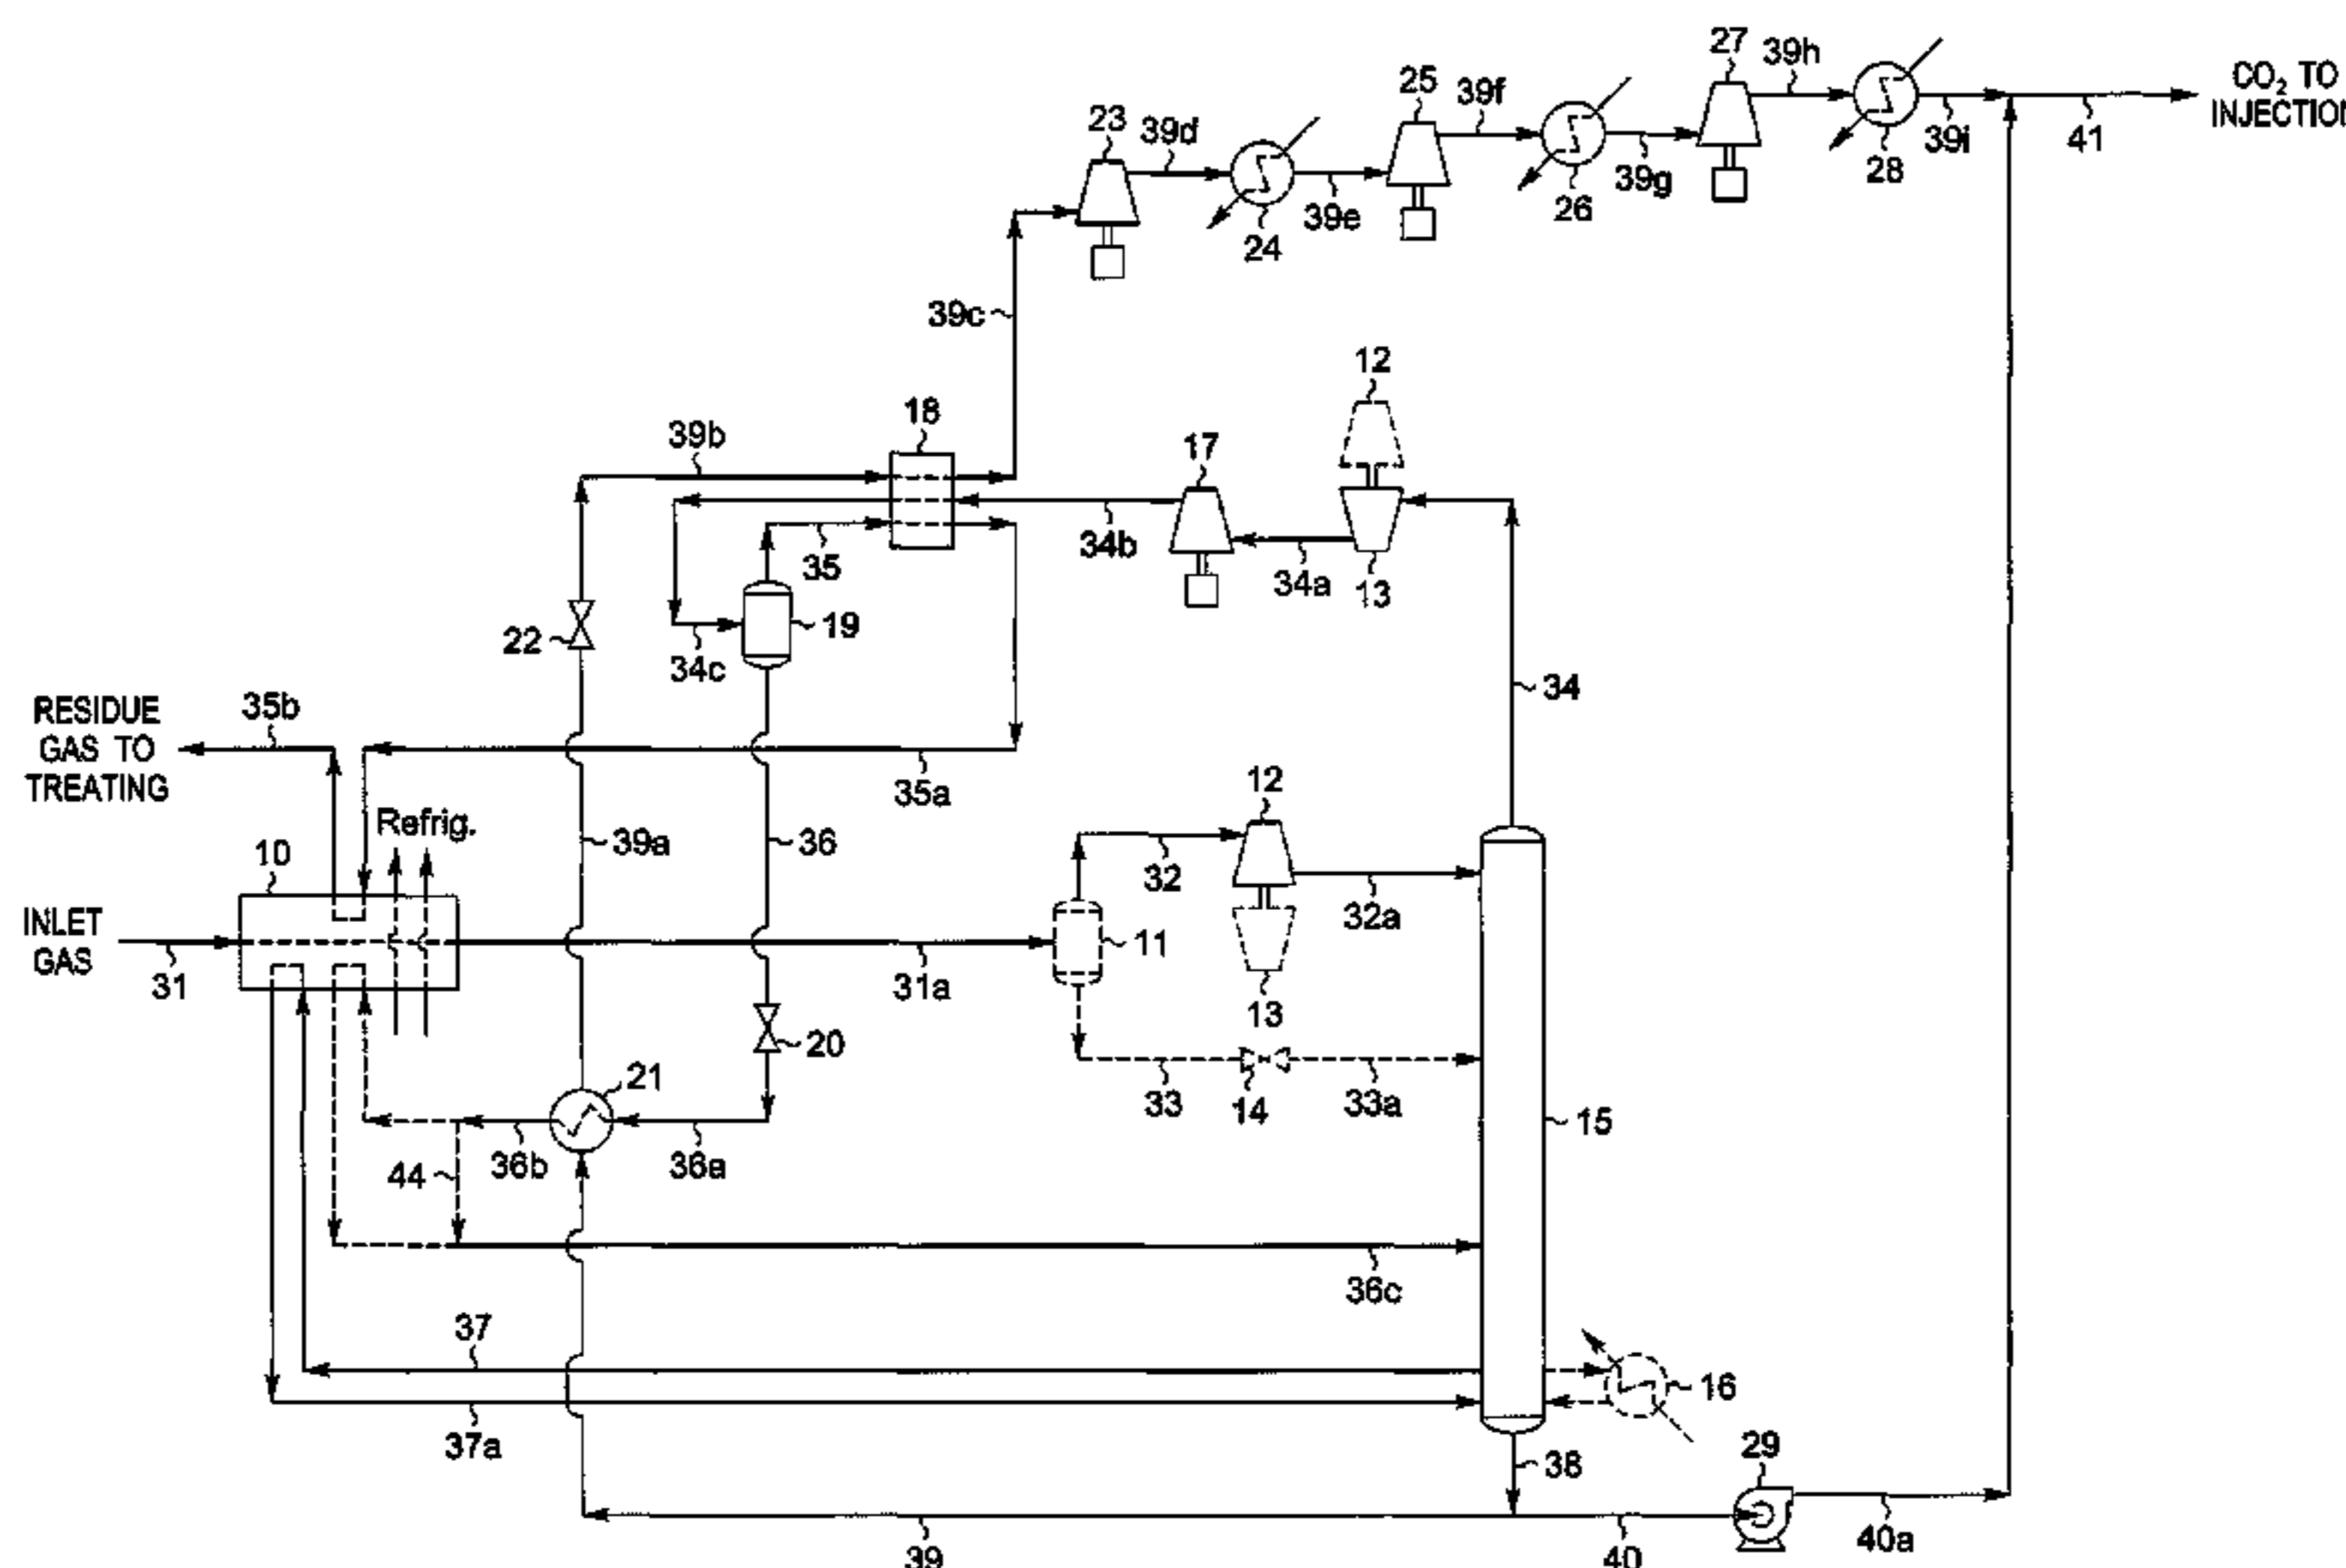 27
39h
CO₂ TO
INJECTION
25
39f
23
39d
39i
41
28
39g
26
39e
24
39c
12
18
39b
17
34b
34a
13
35
19
22
34c
34
RESIDUE
GAS TO
TREATING
35b
35a
12
Refrig.
10
39a
36
32
32a
INLET
GAS
31
31a
11
13
20
21
33
14
33a
15
36b
36a
44
36c
37
16
37a
38
29
39
40
40a